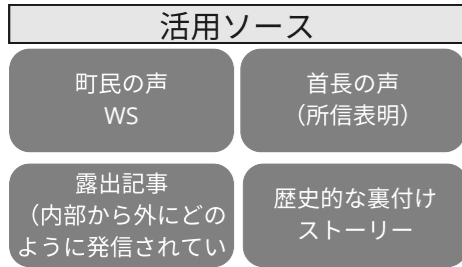 活用ソース
町民の声
WS
首長の声
（所信表明）
露出記事
（内部から外にどの
ように発信されてい
歴史的な裏付け
ストーリー